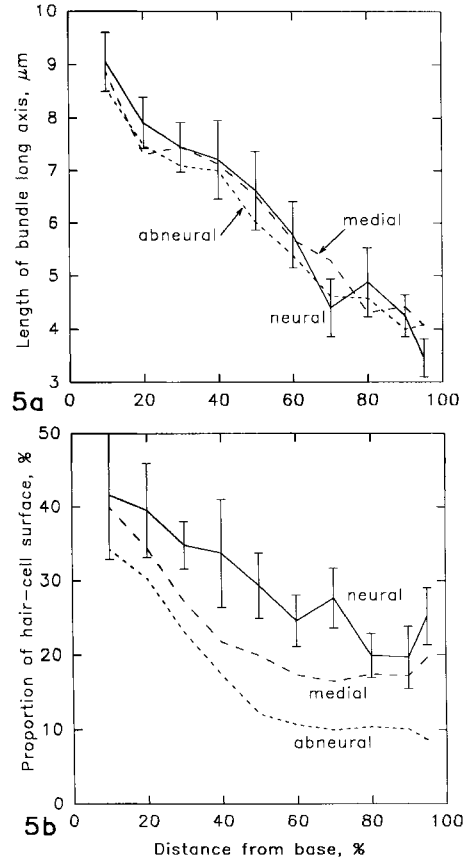 Length of bundle long axis, μm
10
9
8
7
6
5
4
3
medial
abneural
neural
0 20 40 60 80 100
5a
Proportion of hair-cell surface, %
50
40
30
20
10
0
neural
medial
abneural
0 20 40 60 80 100
5b
Distance from base, %